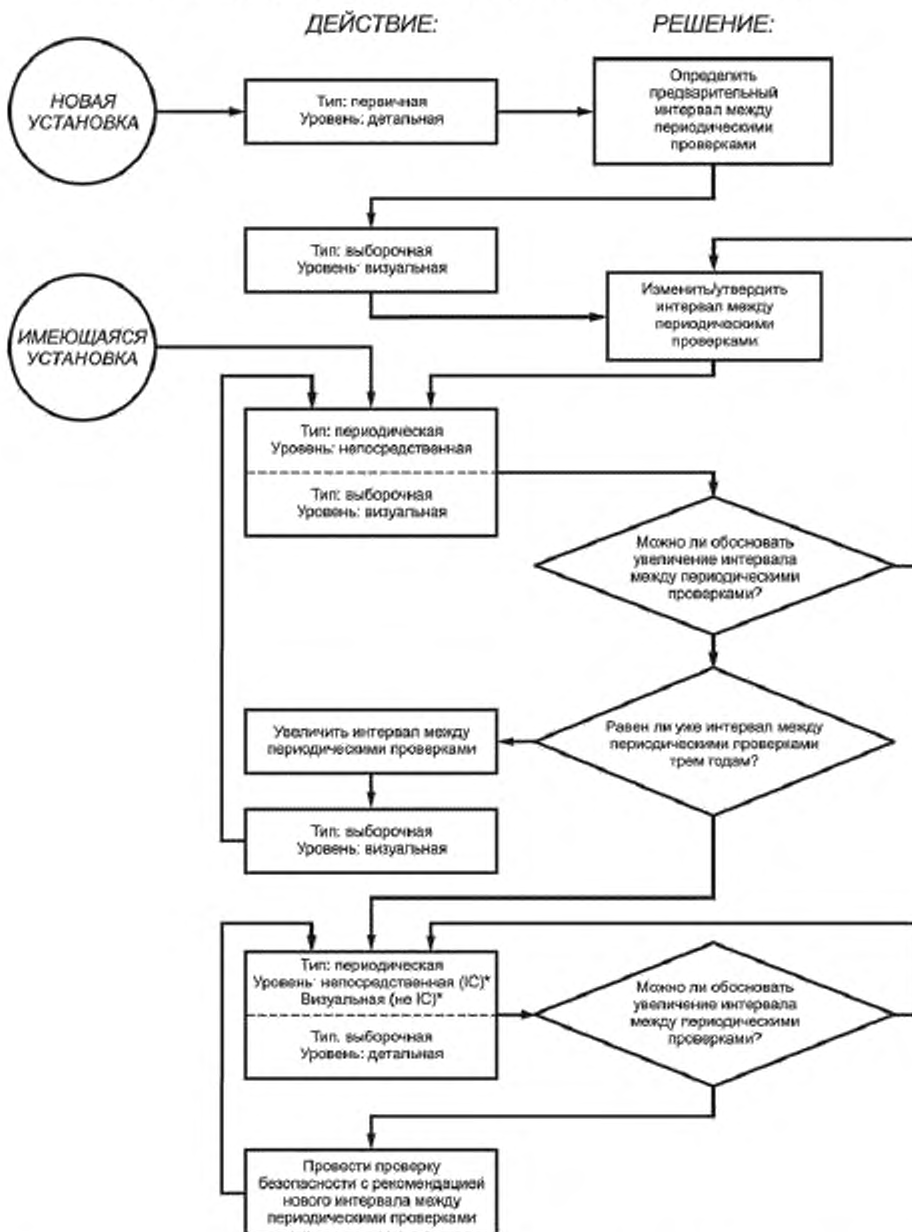 ДЕЙСТВИЕ:
РЕШЕНИЕ:
НОВАЯ
УСТАНОВКА
Тип: первичная
Уровень: детальная
Определить
предварительный
интервал между
периодическими
проверками
Тип: выборочная
Уровень: визуальная
Изменить/утвердить
интервал между
периодическими
проверками
ИМЕЮЩАЯСЯ
УСТАНОВКА
Тип: периодическая
Уровень: непосредственная
Тип: выборочная
Уровень: визуальная
Можно ли обосновать
увеличение интервала
между периодическими
проверками?
Равен ли уже интервал между
периодическими проверками
трем годам?
Увеличить интервал между
периодическими проверками
Тип: выборочная
Уровень: визуальная
Тип: периодическая
Уровень: непосредственная (IC)*
Визуальная (не IC)*
Тип. выборочная
Уровень: детальная
Можно ли обосновать
увеличение интервала
между периодическими
проверками?
Провести проверку
безопасности с рекомендацией
нового интервала между
периодическими проверками